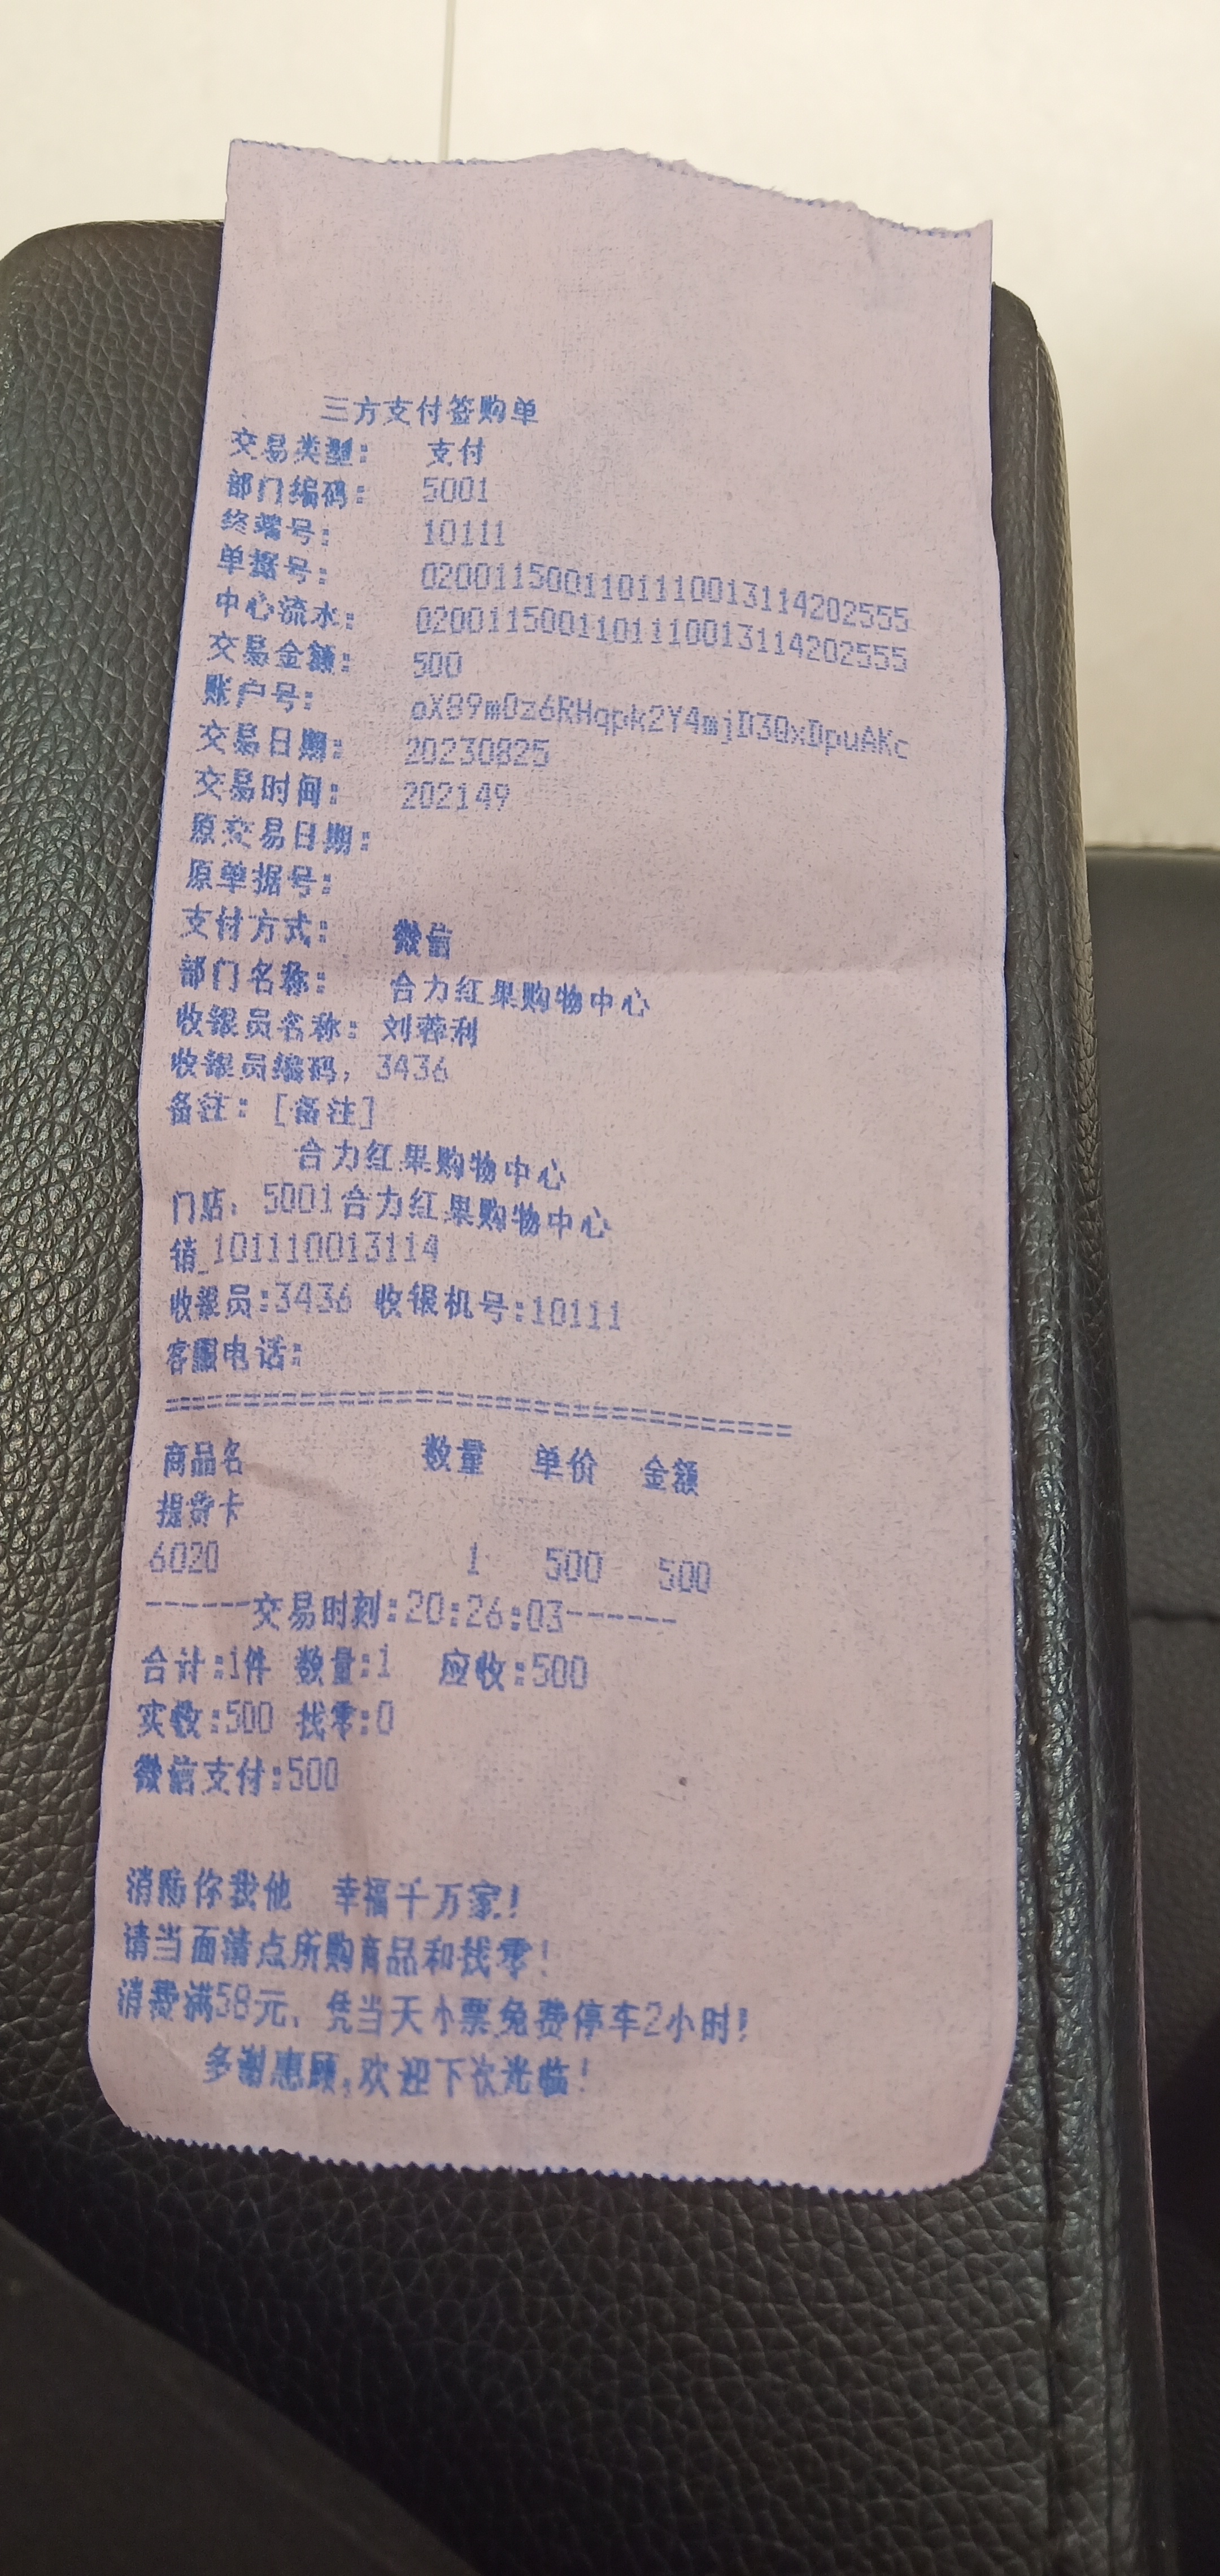 三方支付签购单
交易类型： 支付
部门编码： 5001
终端号： 10111
单据号： 0200115001101110013114202555
中心流水： 0200115001101110013114202555
交易金额： 500
账户号： oX89m0z6RHqpk2Y4mjD3QxDpuAKc
交易日期： 20230825
交易时间： 202149
原交易日期：
原单据号：
支付方式： 微信
部门名称： 合力红果购物中心
收银员名称： 刘蓉利
收银员编码， 3436
备注： [备注]
合力红果购物中心
门店， 5001合力红果购物中心
销_101110013114
收银员:3436 收银机号:10111
客服电话:
商品名 数量 单价 金额
提货卡
6020 1 500 500
------交易时刻:20:26:03------
合计:1件 数量:1 应收:500
实收:500 找零:0
微信支付:500
消防你我他 幸福千万家!
请当面清点所购商品和找零!
消费满58元、凭当天小票免费停车2小时!
多谢惠顾,欢迎下次光临!